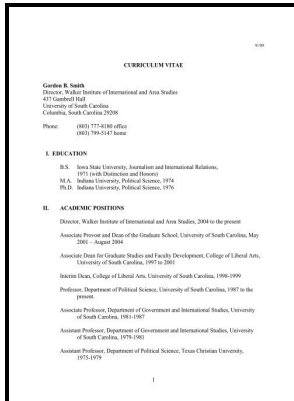 9/09
CURRICULUM VITAE
Gordon B. Smith
Director, Walker Institute of International and Area Studies
437 Gambrell Hall
University of South Carolina
Columbia, South Carolina 29208
Phone: (803) 777-8180 office
(803) 799-5147 home
I. EDUCATION
B.S. Iowa State University, Journalism and International Relations,
1971 (with Distinction and Honors)
M.A. Indiana University, Political Science, 1974
Ph.D. Indiana University, Political Science, 1976
II. ACADEMIC POSITIONS
Director, Walker Institute of International and Area Studies, 2004 to the present
Associate Provost and Dean of the Graduate School, University of South Carolina, May
2001 – August 2004
Associate Dean for Graduate Studies and Faculty Development, College of Liberal Arts,
University of South Carolina, 1997 to 2001
Interim Dean, College of Liberal Arts, University of South Carolina, 1998-1999
Professor, Department of Political Science, University of South Carolina, 1987 to the
present.
Associate Professor, Department of Government and International Studies, University
of South Carolina, 1981-1987
Assistant Professor, Department of Government and International Studies, University
of South Carolina, 1979-1981
Assistant Professor, Department of Political Science, Texas Christian University,
1975-1979
1